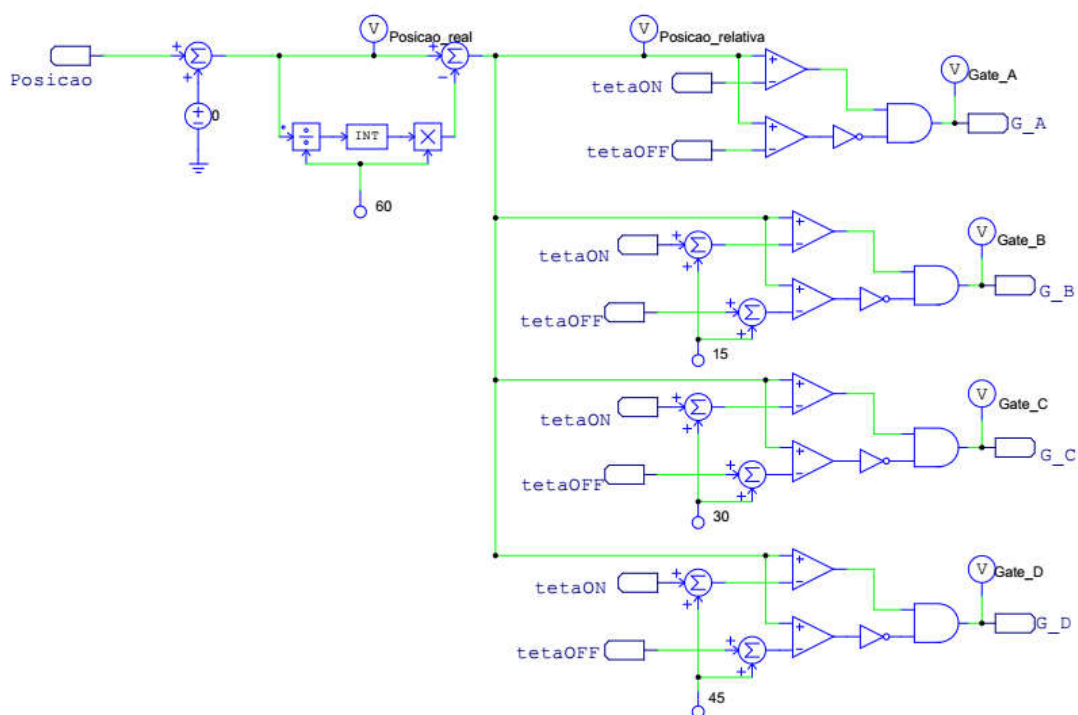 V
Posicao_real
V
Posicao_relativa
V
Gate_A
Posicao
Σ
Σ
tetaON
G_A
0
÷
INT
×
tetaOFF
60
V
Gate_B
tetaON
Σ
G_B
tetaOFF
Σ
15
V
Gate_C
tetaON
Σ
G_C
tetaOFF
Σ
30
V
Gate_D
tetaON
Σ
G_D
tetaOFF
Σ
45